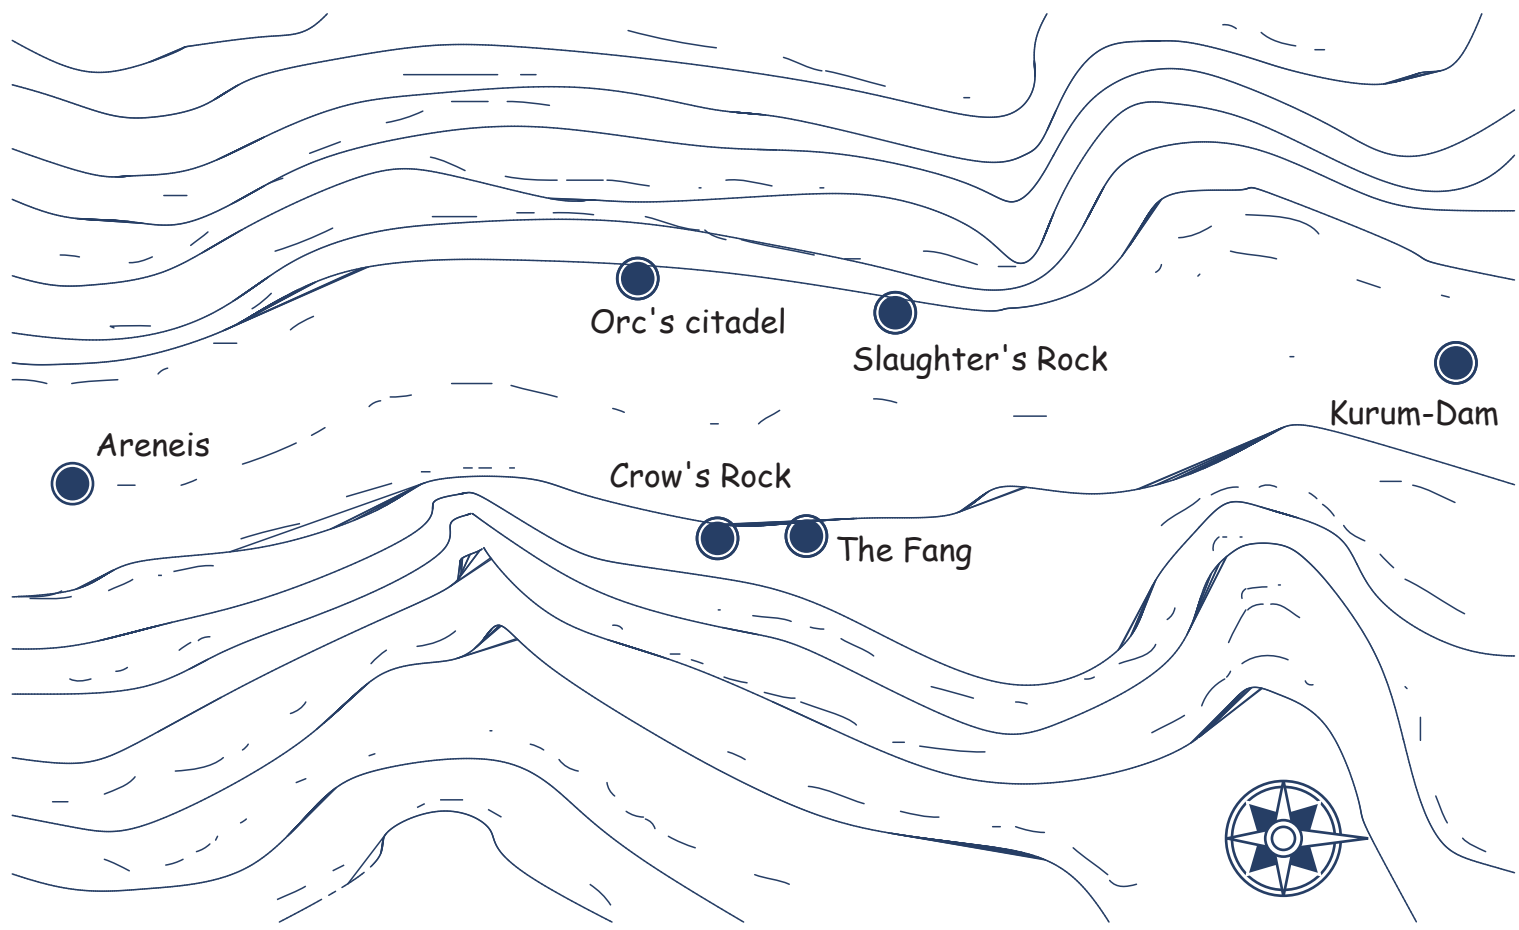 Orc's citadel
Slaughter's Rock
Kurum-Dam
Areneis
Crow's Rock
The Fang